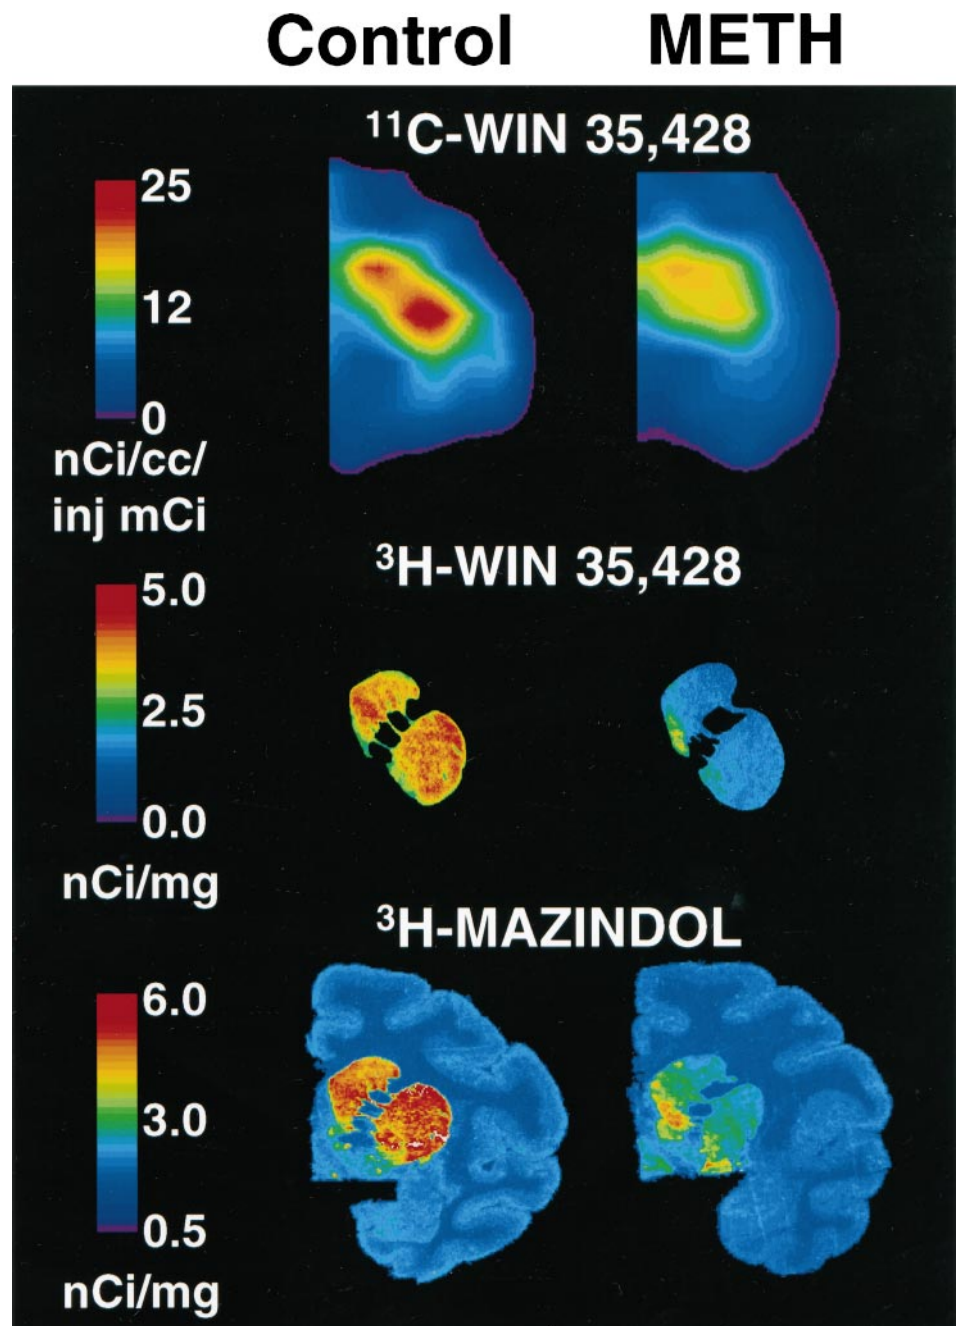 Control METH
¹¹C-WIN 35,428
25
12
0
nCi/cc/
inj mCi
³H-WIN 35,428
5.0
2.5
0.0
nCi/mg
³H-MAZINDOL
6.0
3.0
0.5
nCi/mg